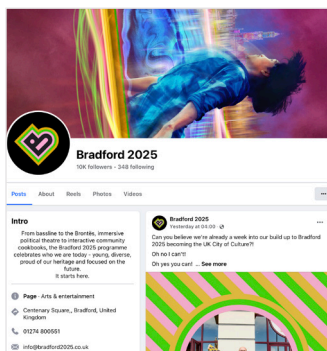 Bradford 2025
10K followers • 348 following
Posts
About
Reels
Photos
Videos
Intro
From bassline to the Brontës, immersive
political theatre to interactive community
cookbooks, the Bradford 2025 programme
celebrates who we are today - young, diverse,
proud of our heritage and focused on the
future.
It starts here.
Page · Arts & entertainment
Centenary Square,, Bradford, United
Kingdom
01274 800551
info@bradford2025.co.uk
Bradford 2025
Yesterday at 04:00 ·
Can you believe we're already a week into our build up to Bradford
2025 becoming the UK City of Culture?!
Oh no I can't!
Oh yes you can! ... See more